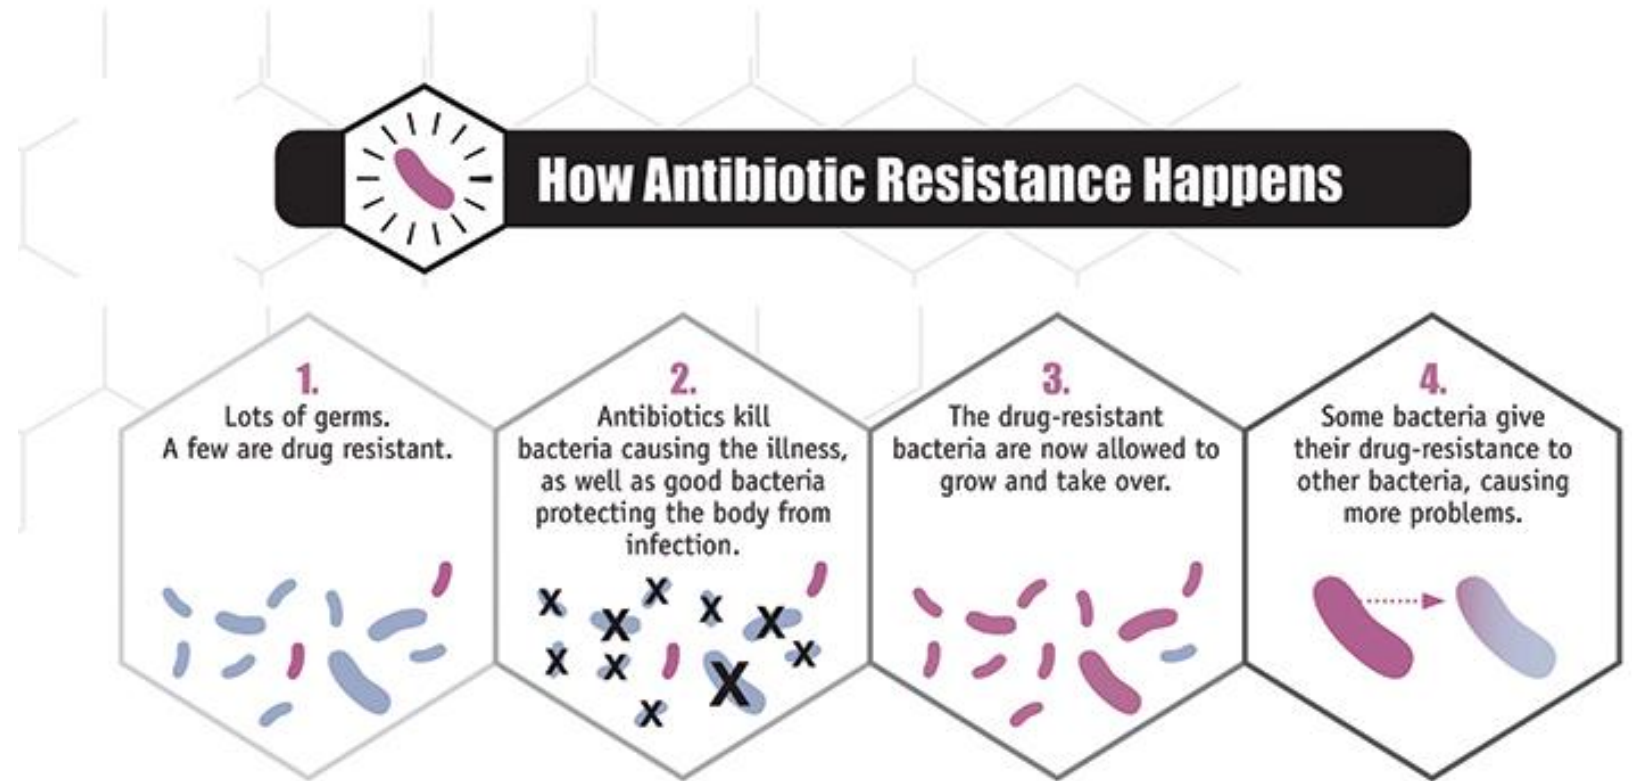 How Antibiotic Resistance Happens
1.
Lots of germs.
A few are drug resistant.
2.
Antibiotics kill
bacteria causing the illness,
as well as good bacteria
protecting the body from
infection.
X X X X X X X X X X
3.
The drug-resistant
bacteria are now allowed to
grow and take over.
4.
Some bacteria give
their drug-resistance to
other bacteria, causing
more problems.